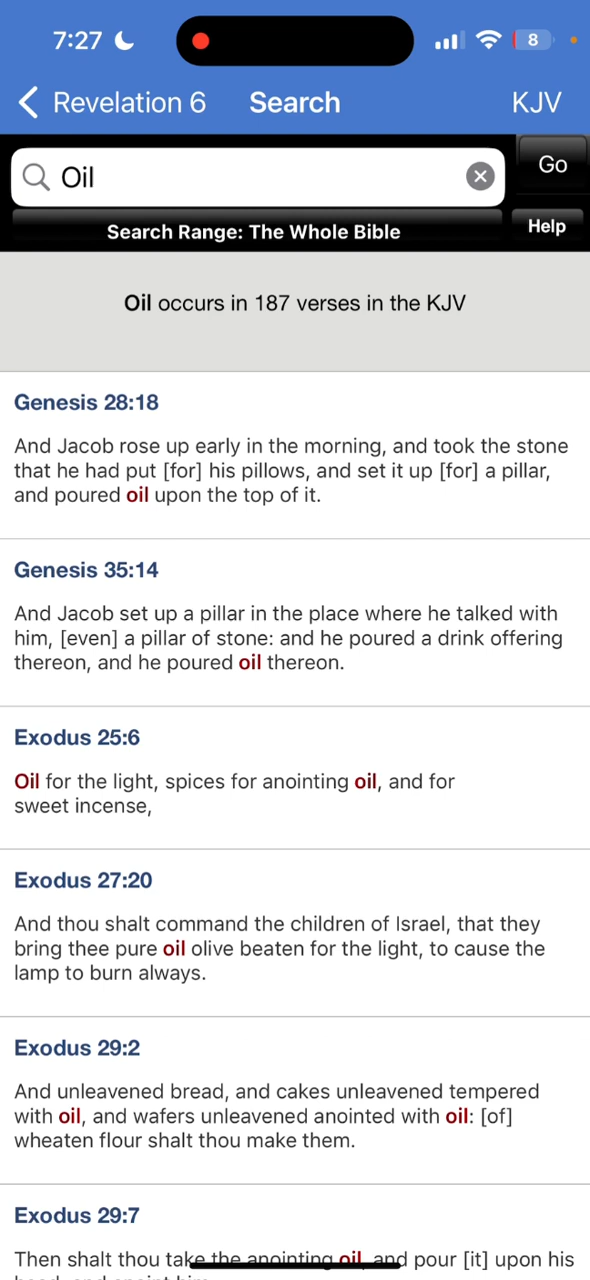 7:27
8
Revelation 6 Search KJV
Oil
Go
Search Range: The Whole Bible
Help
Oil occurs in 187 verses in the KJV
Genesis 28:18
And Jacob rose up early in the morning, and took the stone
that he had put [for] his pillows, and set it up [for] a pillar,
and poured oil upon the top of it.
Genesis 35:14
And Jacob set up a pillar in the place where he talked with
him, [even] a pillar of stone: and he poured a drink offering
thereon, and he poured oil thereon.
Exodus 25:6
Oil for the light, spices for anointing oil, and for
sweet incense,
Exodus 27:20
And thou shalt command the children of Israel, that they
bring thee pure oil olive beaten for the light, to cause the
lamp to burn always.
Exodus 29:2
And unleavened bread, and cakes unleavened tempered
with oil, and wafers unleavened anointed with oil: [of]
wheaten flour shalt thou make them.
Exodus 29:7
Then shalt thou take the anointing oil, and pour [it] upon his